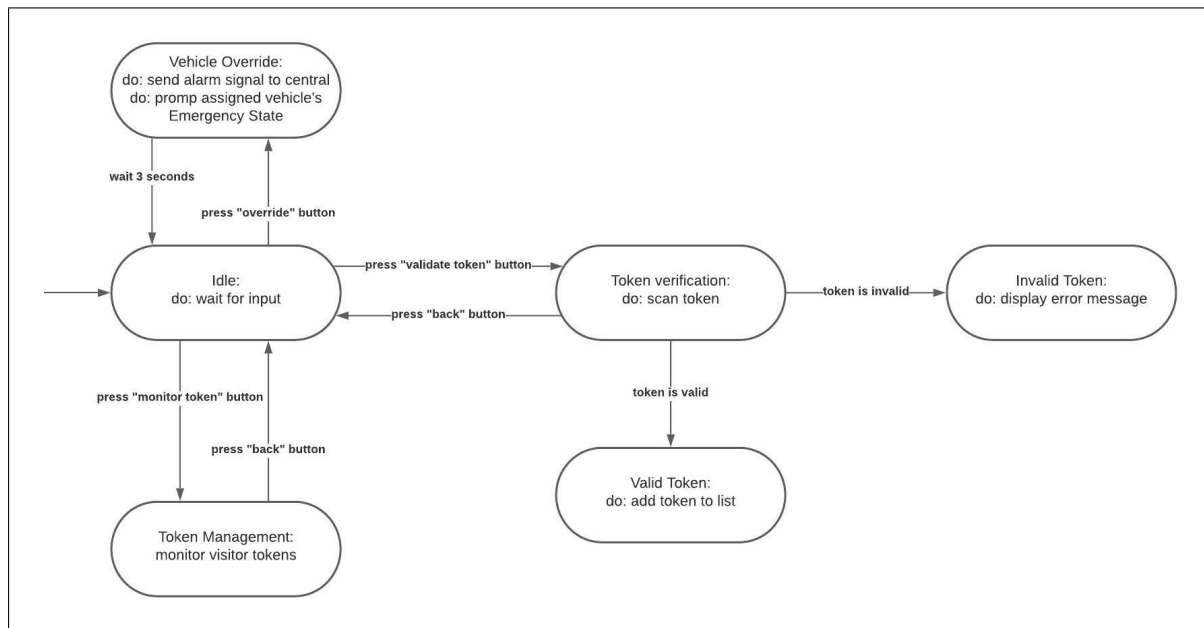 Vehicle Override:
do: send alarm signal to central
do: promp assigned vehicle's
Emergency State
wait 3 seconds
press "override" button
Idle:
do: wait for input
press "validate token" button
press "back" button
Token verification:
do: scan token
token is invalid
Invalid Token:
do: display error message
press "monitor token" button
press "back" button
token is valid
Token Management:
monitor visitor tokens
Valid Token:
do: add token to list